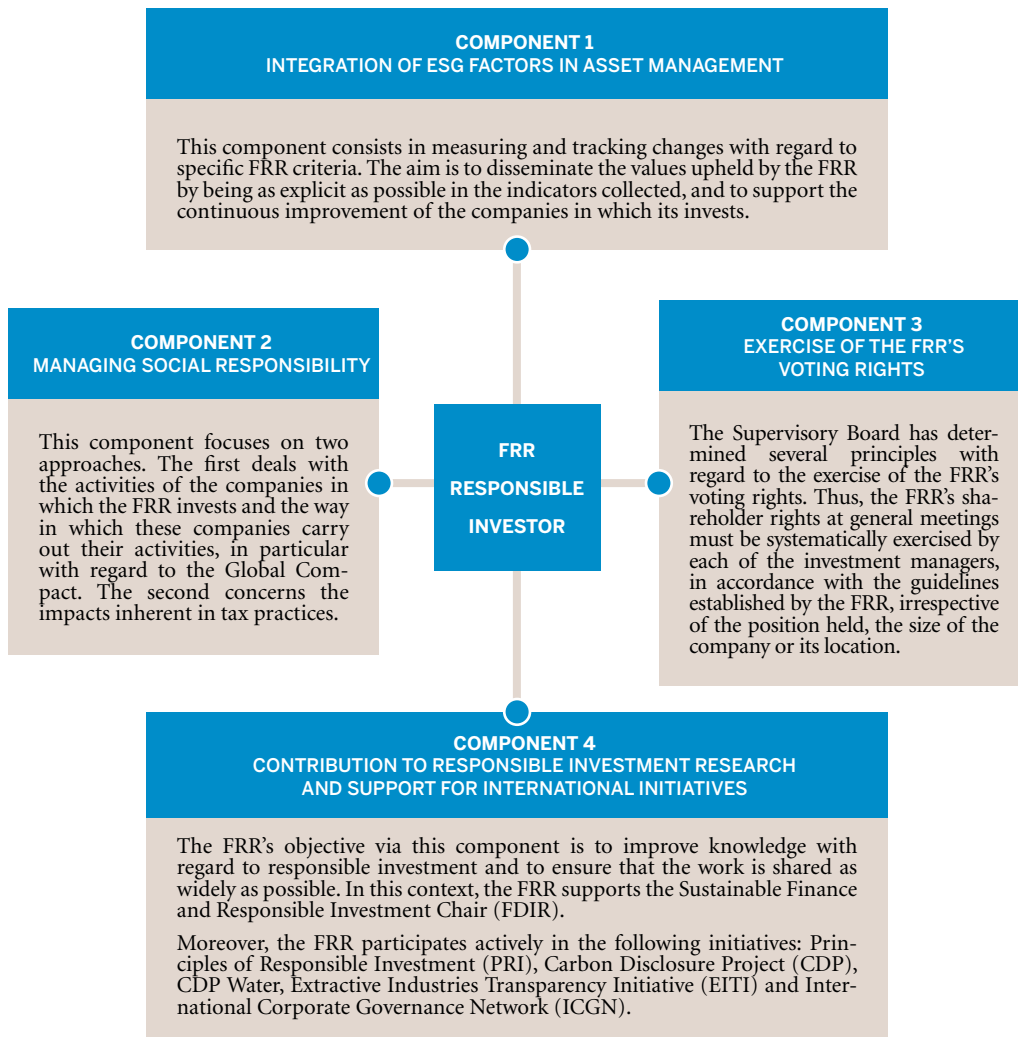 COMPONENT 1
INTEGRATION OF ESG FACTORS IN ASSET MANAGEMENT
This component consists in measuring and tracking changes with regard to
specific FRR criteria. The aim is to disseminate the values upheld by the FRR
by being as explicit as possible in the indicators collected, and to support the
continuous improvement of the companies in which its invests.
COMPONENT 2
MANAGING SOCIAL RESPONSIBILITY
This component focuses on two
approaches. The first deals with
the activities of the companies in
which the FRR invests and the way
in which these companies carry
out their activities, in particular
with regard to the Global Com-
pact. The second concerns the
impacts inherent in tax practices.
FRR
RESPONSIBLE
INVESTOR
COMPONENT 3
EXERCISE OF THE FRR'S
VOTING RIGHTS
The Supervisory Board has deter-
mined several principles with
regard to the exercise of the FRR's
voting rights. Thus, the FRR's sha-
reholder rights at general meetings
must be systematically exercised by
each of the investment managers,
in accordance with the guidelines
established by the FRR, irrespective
of the position held, the size of the
company or its location.
COMPONENT 4
CONTRIBUTION TO RESPONSIBLE INVESTMENT RESEARCH
AND SUPPORT FOR INTERNATIONAL INITIATIVES
The FRR's objective via this component is to improve knowledge with
regard to responsible investment and to ensure that the work is shared as
widely as possible. In this context, the FRR supports the Sustainable Finance
and Responsible Investment Chair (FDIR).
Moreover, the FRR participates actively in the following initiatives: Prin-
ciples of Responsible Investment (PRI), Carbon Disclosure Project (CDP),
CDP Water, Extractive Industries Transparency Initiative (EITI) and Inter-
national Corporate Governance Network (ICGN).